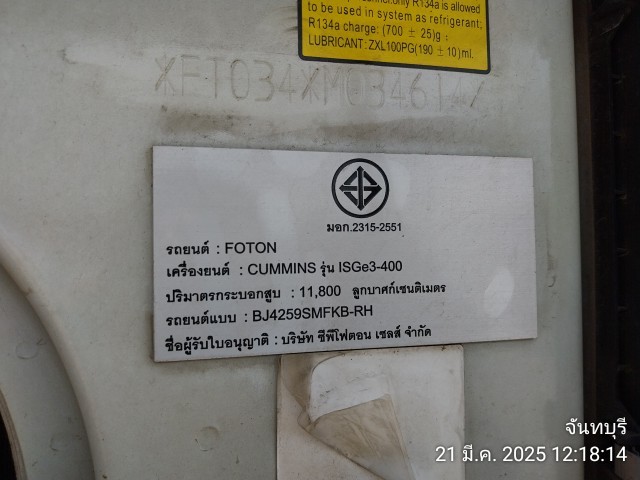 only R134a is allowed
to be used in system as refrigerant;
R134a charge: (700 ± 25)g ;
LUBRICANT: ZXL100PG(190 ± 10)ml.
มอก.2315-2551
รถยนต์ : FOTON
เครื่องยนต์ : CUMMINS รุ่น ISGe3-400
ปริมาตรกระบอกสูบ : 11,800 ลูกบาศก์เซนติเมตร
รถยนต์แบบ : BJ4259SMFKB-RH
ชื่อผู้รับใบอนุญาติ : บริษัท ซีพีโฟตอน เซลส์ จำกัด
จันทบุรี
21 มี.ค. 2025 12:18:14